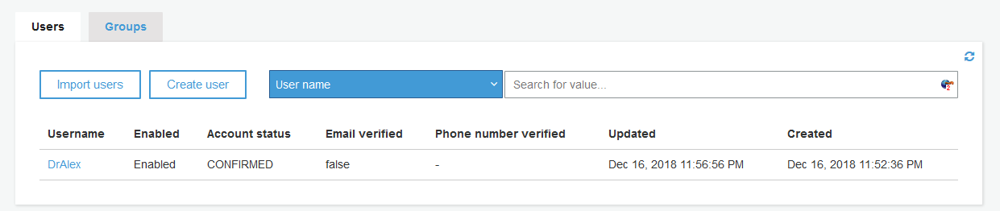 Users Groups
Import users Create user User name Search for value...
Username Enabled Account status Email verified Phone number verified Updated Created
DrAlex Enabled CONFIRMED false - Dec 16, 2018 11:56:56 PM Dec 16, 2018 11:52:36 PM